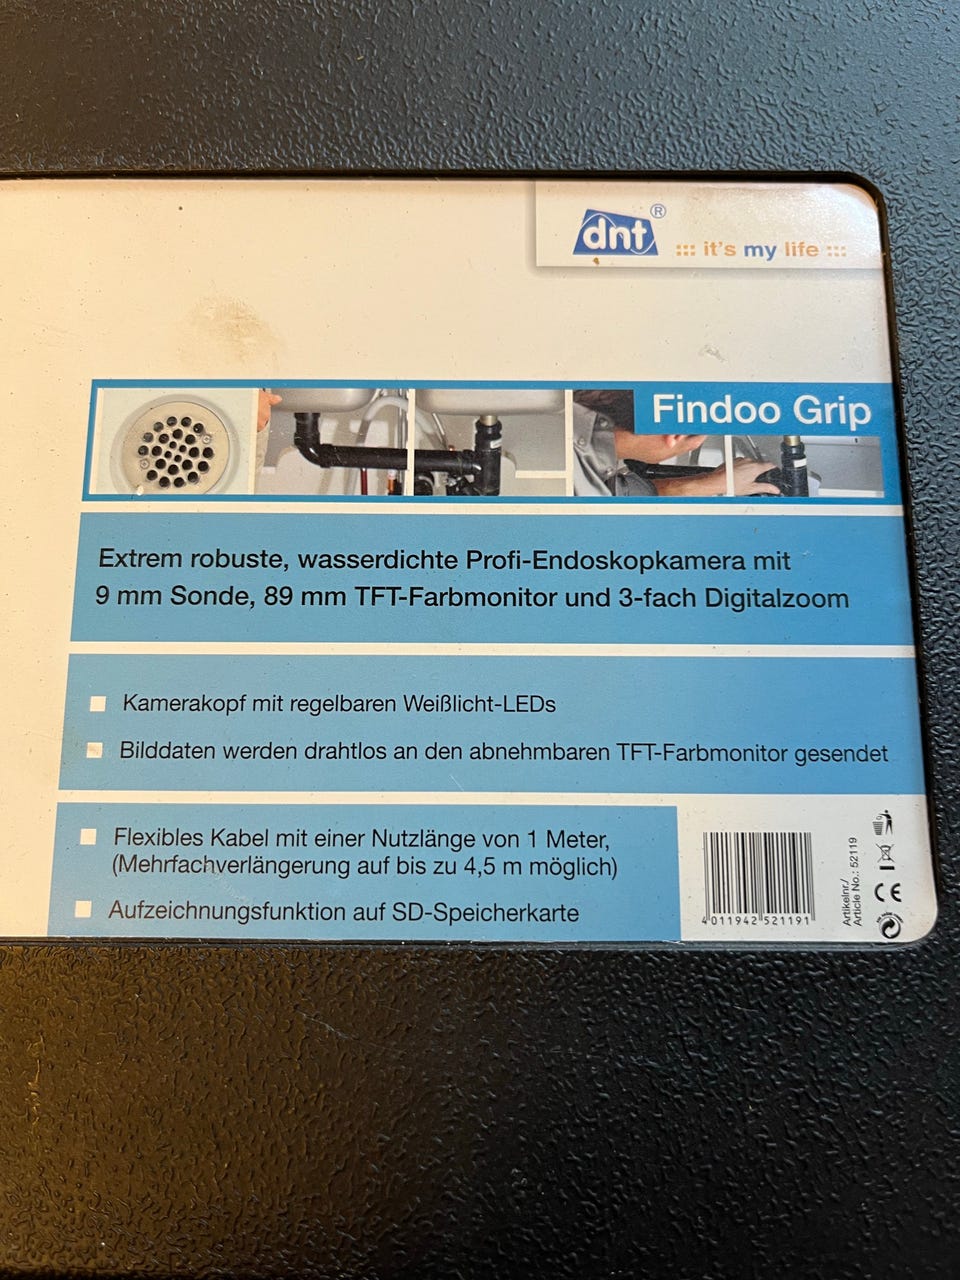 dnt®
::: it's my life :::
Findoo Grip
Extrem robuste, wasserdichte Profi-Endoskopkamera mit
9 mm Sonde, 89 mm TFT-Farbmonitor und 3-fach Digitalzoom
Kamerakopf mit regelbaren Weißlicht-LEDs
Bilddaten werden drahtlos an den abnehmbaren TFT-Farbmonitor gesendet
Flexibles Kabel mit einer Nutzlänge von 1 Meter,
(Mehrfachverlängerung auf bis zu 4,5 m möglich)
Aufzeichnungsfunktion auf SD-Speicherkarte
4 011942 521191
Artikelnr./
Article No.: 52119
CE